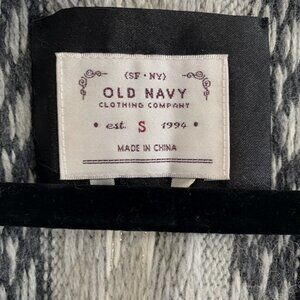 (SF • NY)
OLD NAVY
CLOTHING COMPANY
• est. S 1994 •
MADE IN CHINA